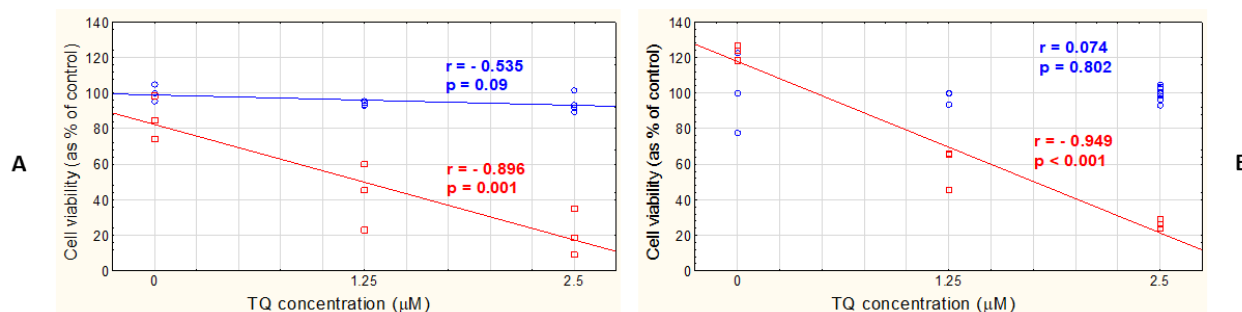 A
Cell viability (as % of control)
140
120
100
80
60
40
20
0
r = - 0.535
p = 0.09
r = - 0.896
p = 0.001
0 1.25 2.5
TQ concentration (μM)
Cell viability (as % of control)
140
120
100
80
60
40
20
0
r = 0.074
p = 0.802
r = - 0.949
p < 0.001
0 1.25 2.5
TQ concentration (μM)